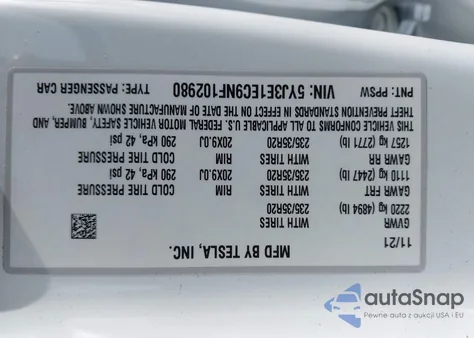 MFD BY TESLA, INC.
11/21
GVWR
2220 kg (4894 lb)
WITH TIRES
235/35R20
GAWR FRT
1110 kg (2447 lb)
WITH TIRES
235/35R20
RIM
20X9.0J
COLD TIRE PRESSURE
290 kPa, 42 psi
GAWR RR
1257 kg (2771 lb)
WITH TIRES
235/35R20
RIM
20X9.0J
COLD TIRE PRESSURE
290 kPa, 42 psi
THIS VEHICLE CONFORMS TO ALL APPLICABLE U.S. FEDERAL MOTOR VEHICLE SAFETY, BUMPER, AND
THEFT PREVENTION STANDARDS IN EFFECT ON THE DATE OF MANUFACTURE SHOWN ABOVE.
VIN: 5YJ3E1EC9NF102980 TYPE: PASSENGER CAR
PNT: PPSW
autoSnap
Pewne auta z aukcji USA i EU